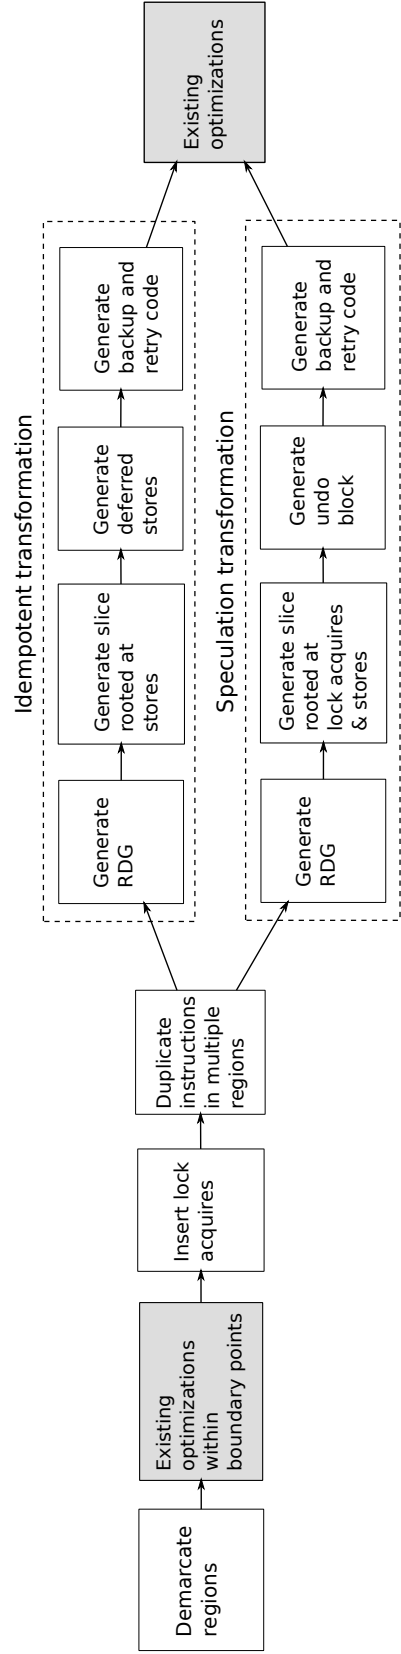 Demarcate
regions
Existing
optimizations
within
boundary points
Insert lock
acquires
Duplicate
instructions
in multiple
regions
Idempotent transformation
Generate
RDG
Generate slice
rooted at
stores
Generate
deferred
stores
Generate
backup and
retry code
Speculation transformation
Generate
RDG
Generate slice
rooted at
lock acquires
& stores
Generate
undo
block
Generate
backup and
retry code
Existing
optimizations